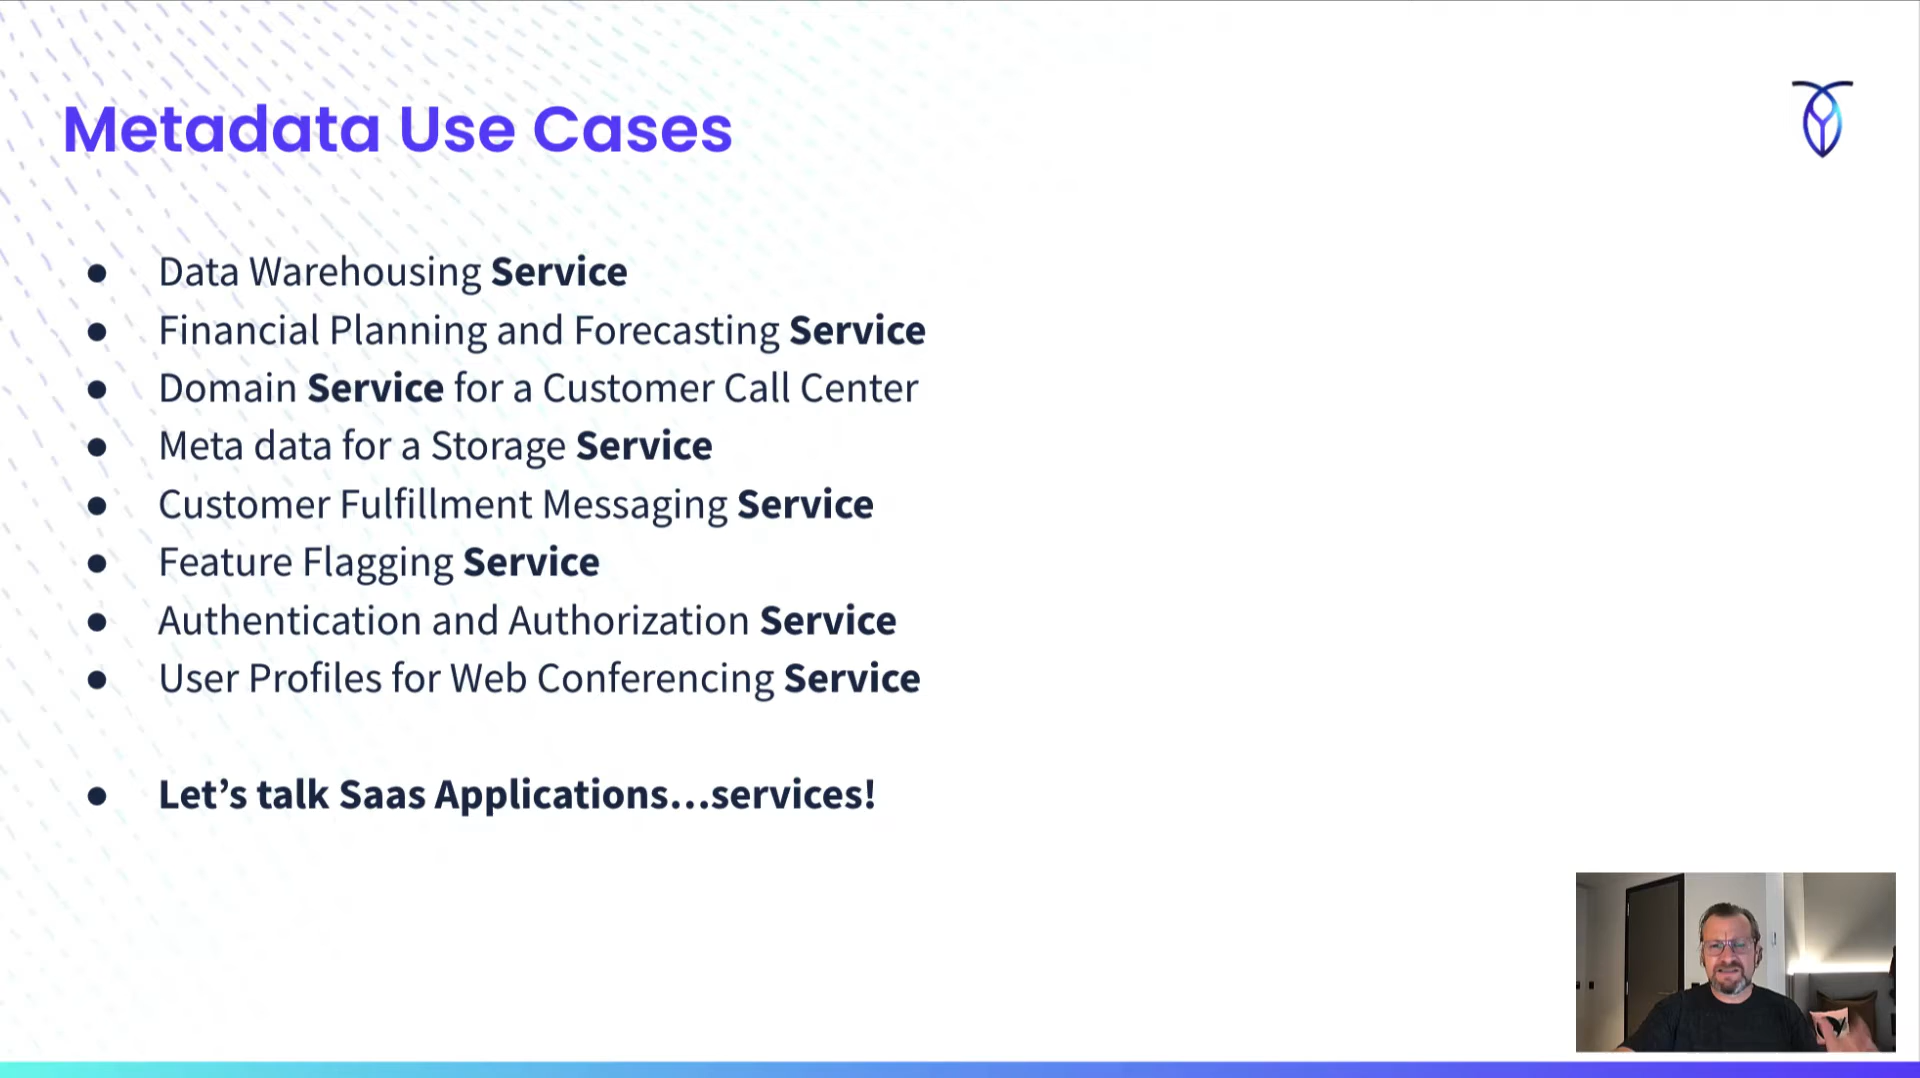 Metadata Use Cases
● Data Warehousing Service
● Financial Planning and Forecasting Service
● Domain Service for a Customer Call Center
● Meta data for a Storage Service
● Customer Fulfillment Messaging Service
● Feature Flagging Service
● Authentication and Authorization Service
● User Profiles for Web Conferencing Service
● Let’s talk Saas Applications...services!